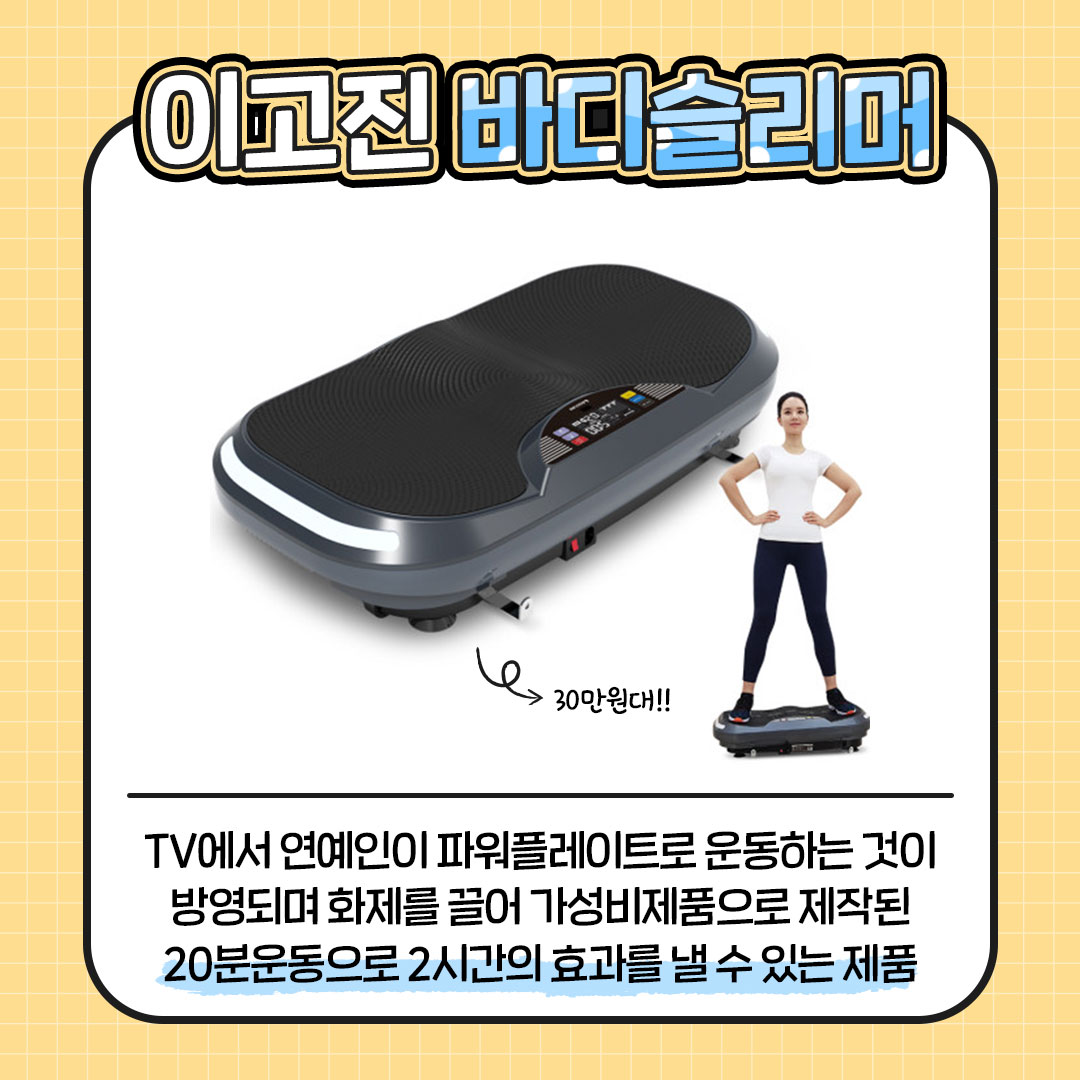 이고진 바디슬리머
30만원대!!
TV에서 연예인이 파워플레이트로 운동하는 것이
방영되며 화제를 끌어 가성비제품으로 제작된
20분운동으로 2시간의 효과를 낼 수 있는 제품